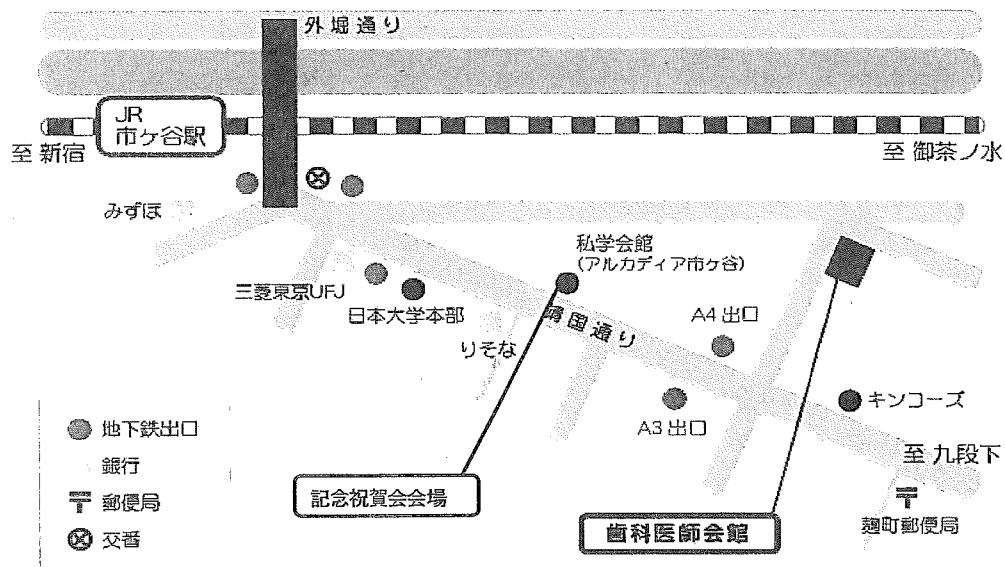 外堀通り
JR
市ヶ谷駅
至 新宿
至 御茶ノ水
みずほ
私学会館
(アルカディア市ヶ谷)
三菱東京UFJ
日本大学本部
靖国通り
A4 出口
りそな
キンコーズ
A3 出口
地下鉄出口
至 九段下
銀行
記念祝賀会会場
郵便局
歯科医師会館
麹町郵便局
交番